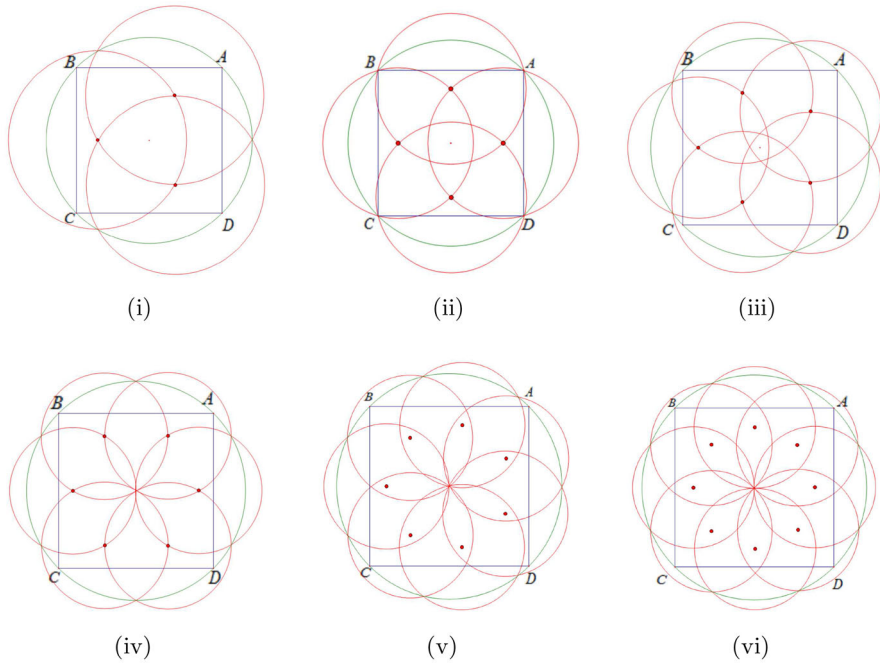 B A B A B A
C D C D C D
(i) (ii) (iii)
B A B A B A
C D C D C D
(iv) (v) (vi)